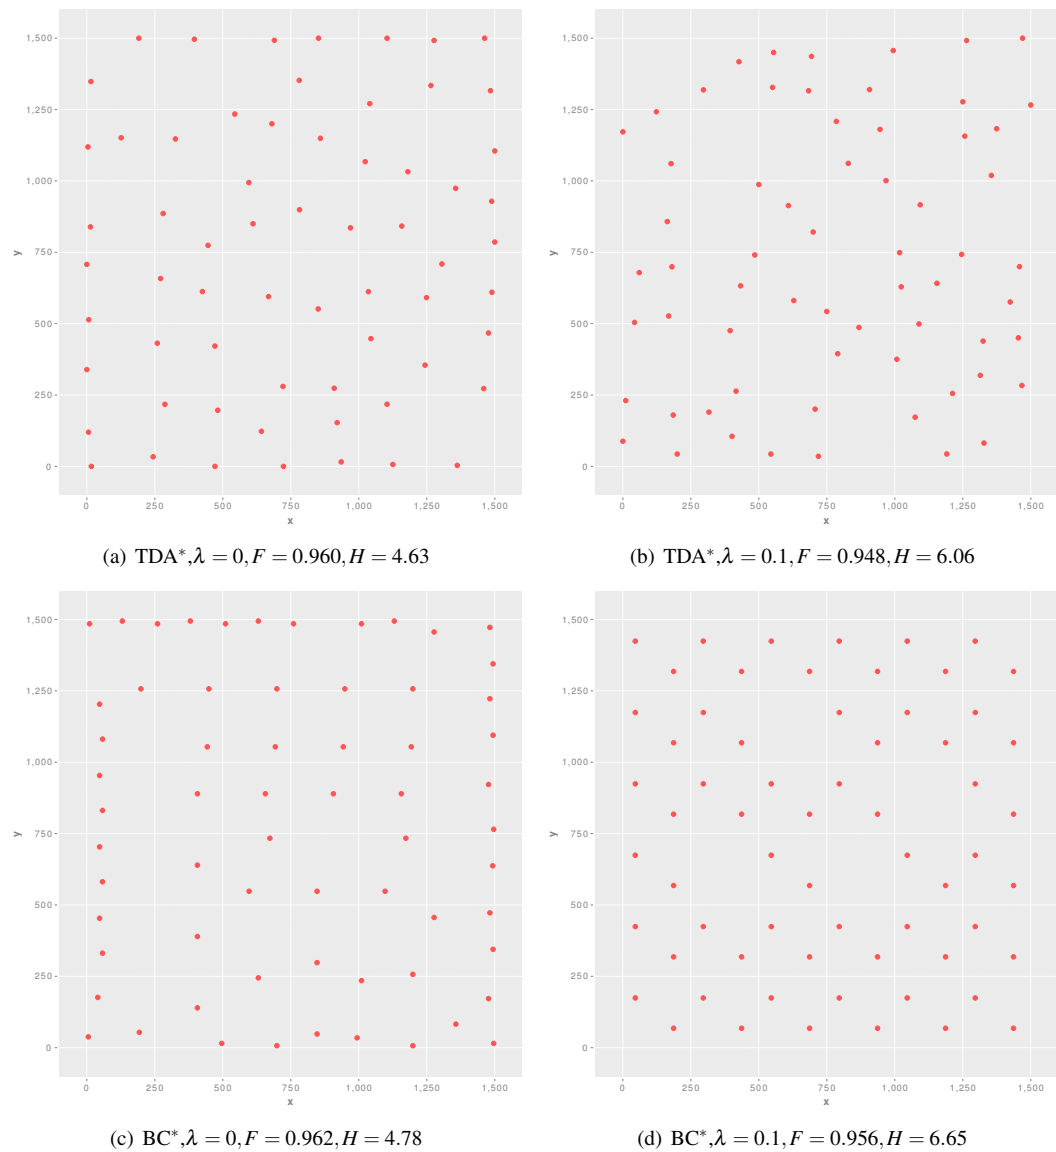 1,500
1,250
1,000
750
500
250
0
y
0 250 500 750 1,000 1,250 1,500
x
(a) TDA*,λ = 0, F = 0.960, H = 4.63
1,500
1,250
1,000
750
500
250
0
y
0 250 500 750 1,000 1,250 1,500
x
(b) TDA*,λ = 0.1, F = 0.948, H = 6.06
1,500
1,250
1,000
750
500
250
0
y
0 250 500 750 1,000 1,250 1,500
x
(c) BC*,λ = 0, F = 0.962, H = 4.78
1,500
1,250
1,000
750
500
250
0
y
0 250 500 750 1,000 1,250 1,500
x
(d) BC*,λ = 0.1, F = 0.956, H = 6.65